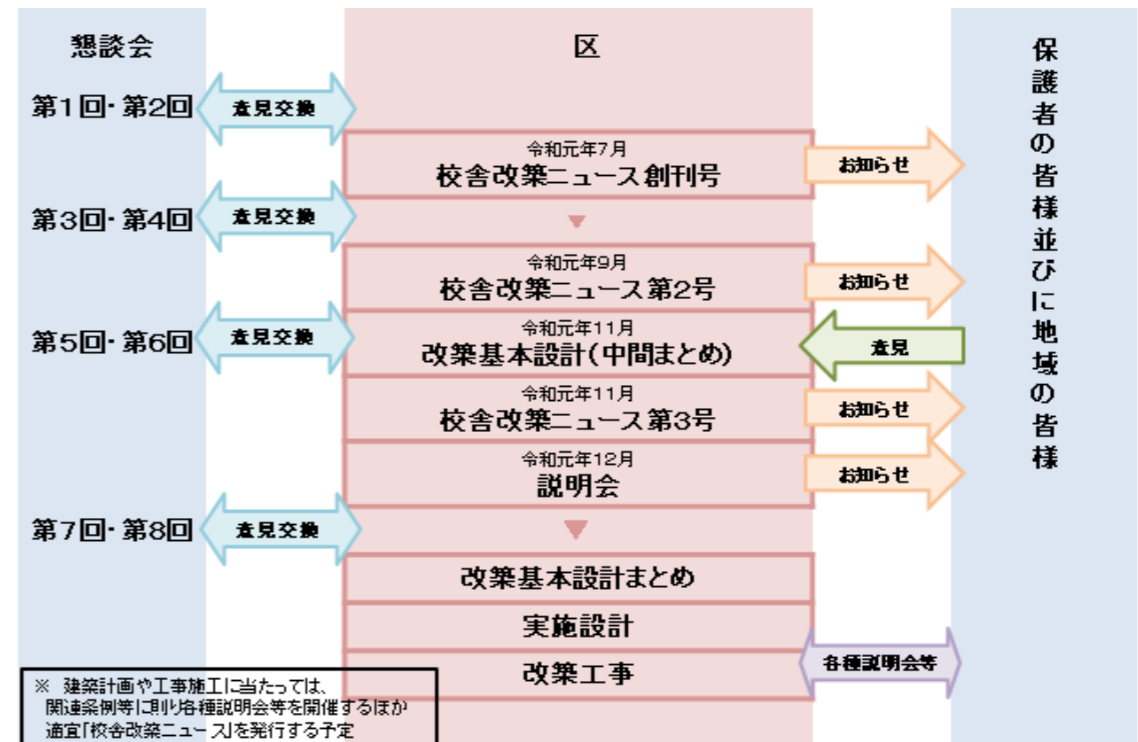 懇談会
区
保護者の皆様並びに地域の皆様
第1回・第2回
意見交換
令和元年7月
校舎改築ニュース創刊号
お知らせ
第3回・第4回
意見交換
令和元年9月
校舎改築ニュース第2号
お知らせ
第5回・第6回
意見交換
令和元年11月
改築基本設計(中間まとめ)
意見
令和元年11月
校舎改築ニュース第3号
お知らせ
令和元年12月
説明会
お知らせ
第7回・第8回
意見交換
改築基本設計まとめ
実施設計
改築工事
各種説明会等
※ 建築計画や工事施工に当たっては、
関連条例等に則り各種説明会等を開催するほか
適宜「校舎改築ニュース」を発行する予定